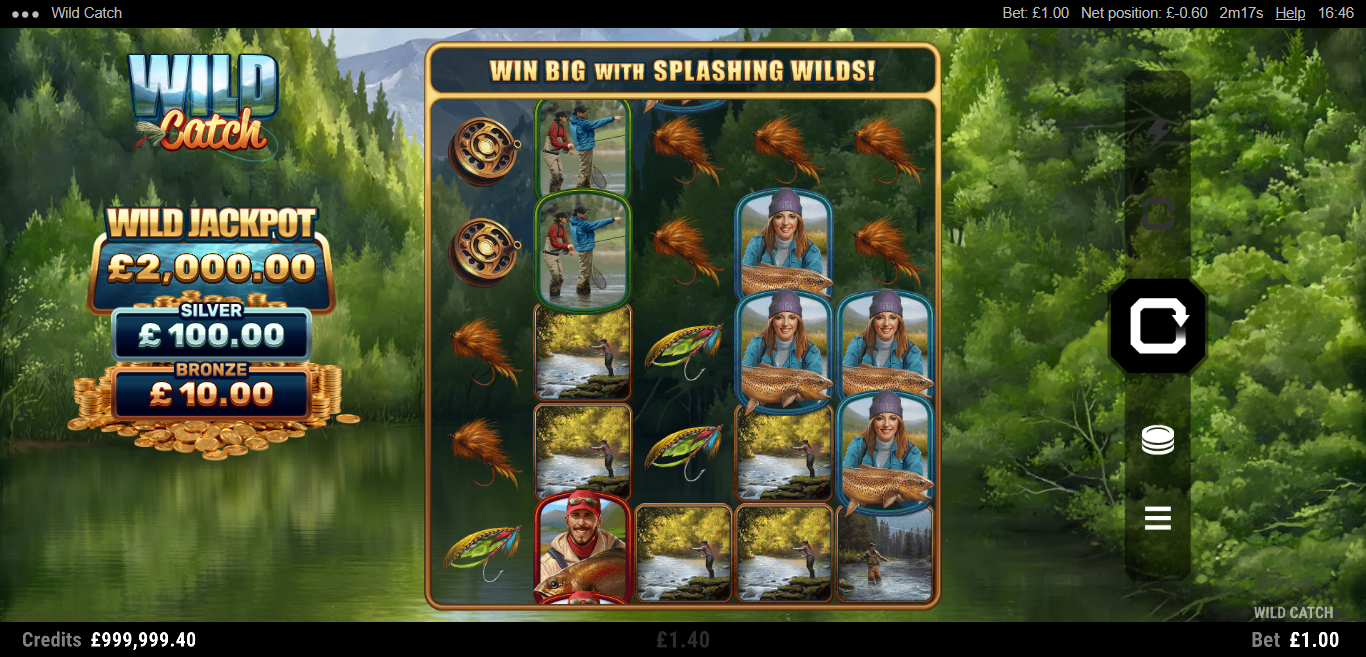 Wild Catch
Bet: £1.00 Net position: £-0.60 2m17s Help 16:46
WILD
Catch
WIN BIG WITH SPLASHING WILDS!
WILD JACKPOT
£2,000.00
SILVER
£100.00
BRONZE
£10.00
WILD CATCH
Credits £999,999.40
£1.40
Bet £1.00